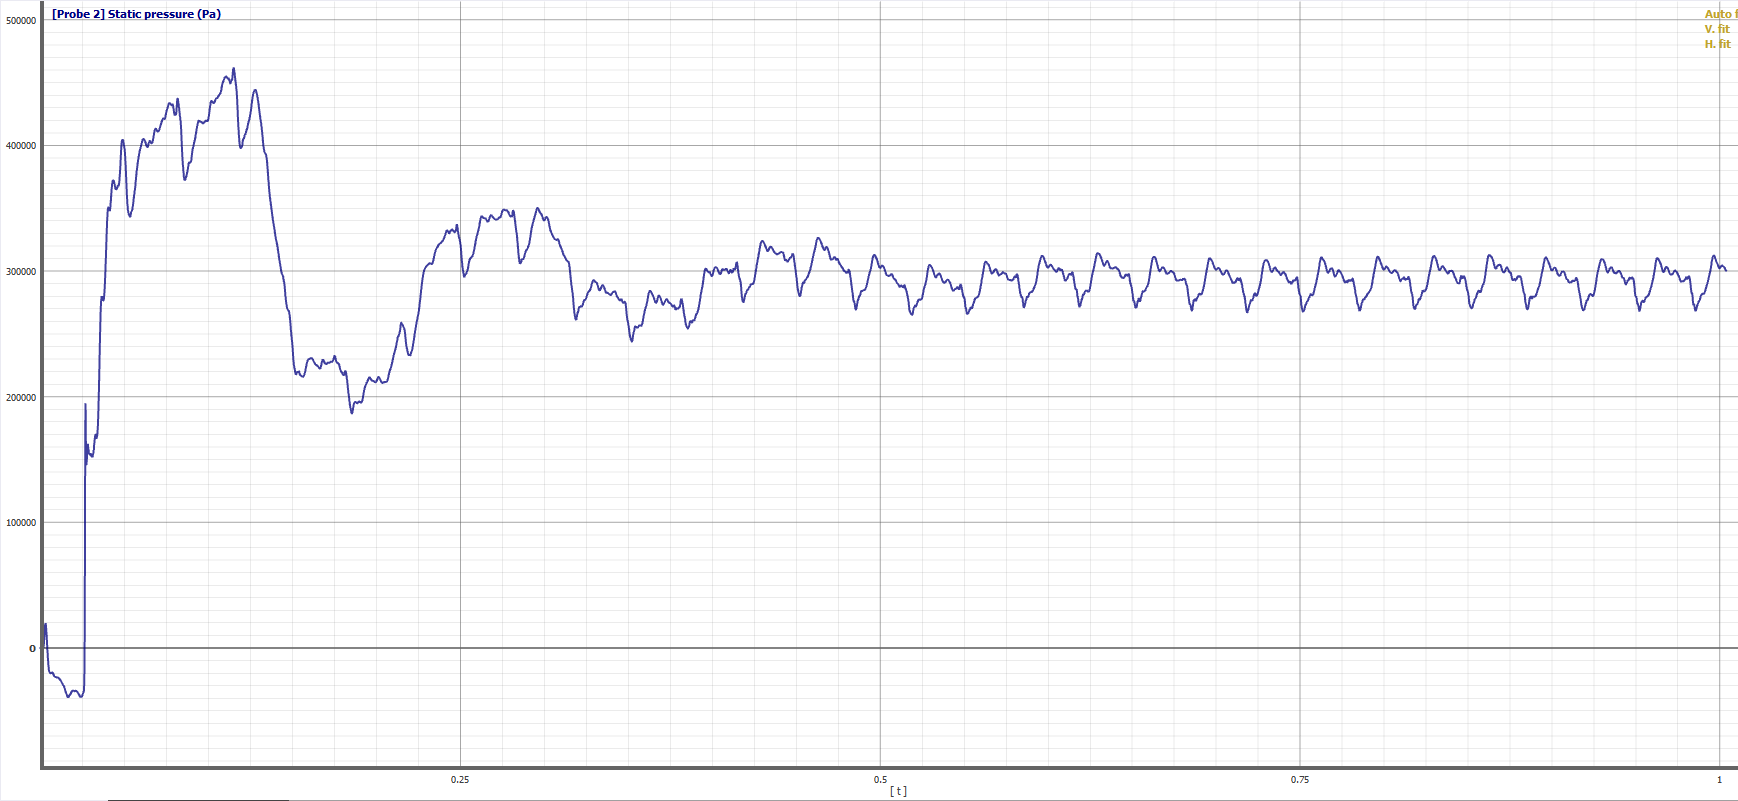 [Probe 2] Static pressure (Pa)
Auto f
V. fit
H. fit
500000
400000
300000
200000
100000
0
0.25
0.5
0.75
1
[ t ]